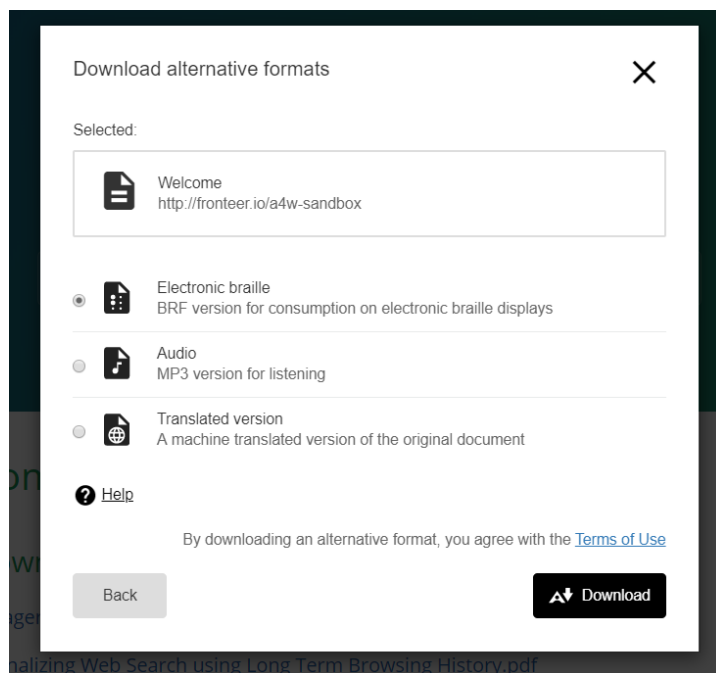 Download alternative formats
Selected:
Welcome
http://fronteer.io/a4w-sandbox
Electronic braille
BRF version for consumption on electronic braille displays
Audio
MP3 version for listening
Translated version
A machine translated version of the original document
Help
By downloading an alternative format, you agree with the Terms of Use
Back
Download
nalizing Web Search using Long Term Browsing History.pdf